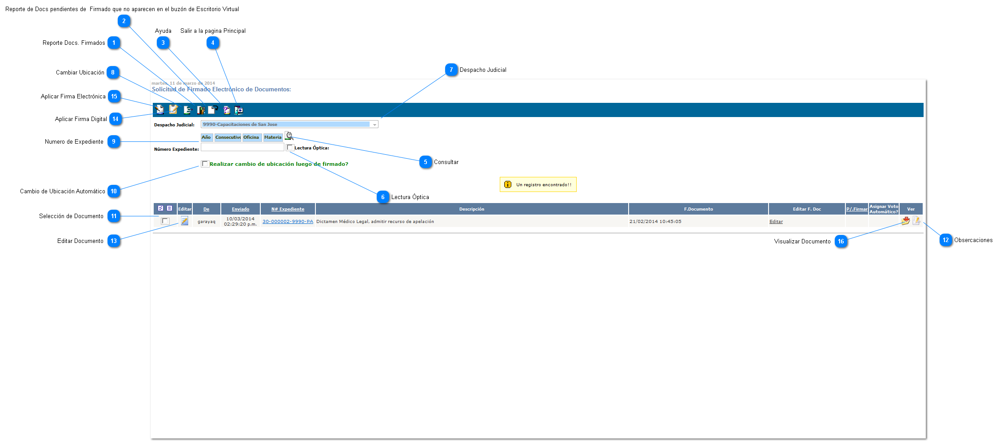 Reporte de Docs pendientes de  Firmado que no aparecen en el buzón de Escritorio Virtual
2
Ayuda
Salir a la pagina Principal
Reporte Docs. Firmados 1
3
4
Cambiar Ubicación 8
7 Despacho Judicial
martes, 11 de marzo de 2014
Solicitud de Firmado Electrónico de Documentos:
Aplicar Firma Electrónica 15
Aplicar Firma Digital 14
Despacho Judicial: 9990-Capacitaciones de San Jose
Año Consecutivo Oficina Materia
Numero de Expediente 9
Número Expediente: Lectura Óptica:
5 Consultar
Realizar cambio de ubicación luego de firmado?
Un registro encontrado!!
Cambio de Ubicación Automático 10
6 Lectura Óptica
Editar De Enviado N# Expediente Descripción F.Documento Editar F. Doc P/.Firmar Asignar Voto Automático? Ver
Selección de Documento 11
garayaq 10/03/2014 02:29:20 p.m. 30-000002-9990-PA Dictamen Médico Legal, admitir recurso de apelación 21/02/2014 10:45:05 Editar
Editar Documento 13
Visualizar Documento 16
12 Obsercaciones